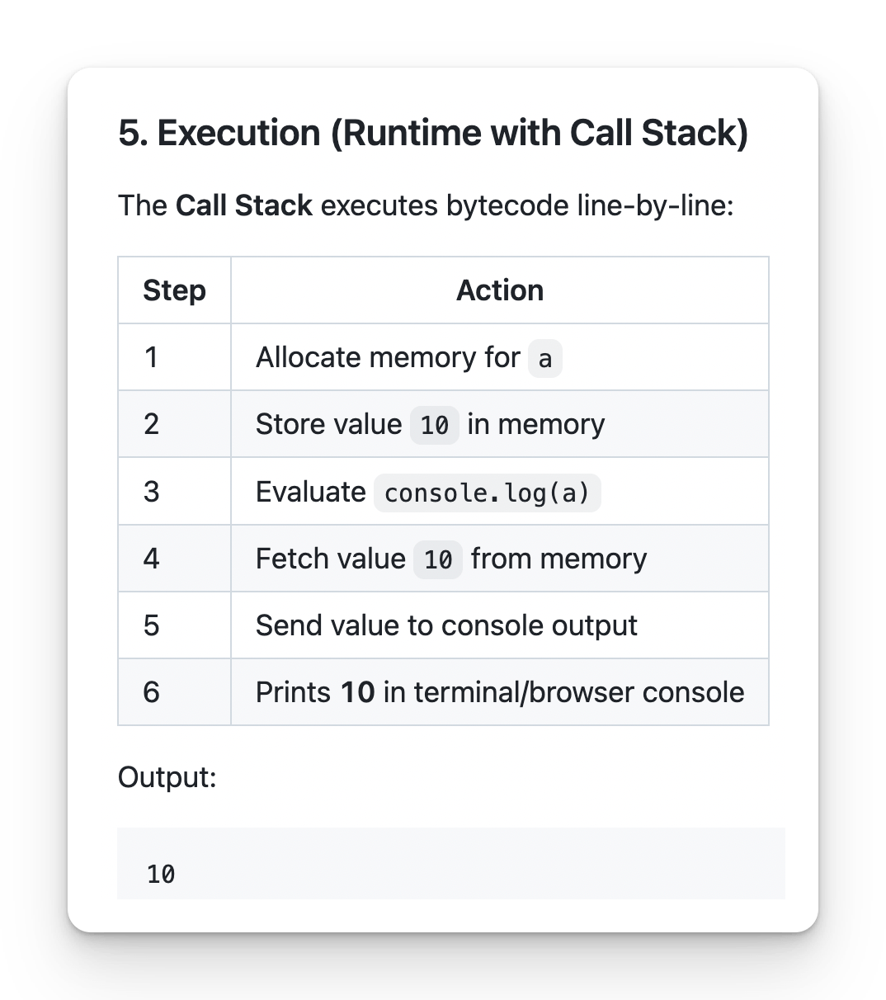 5. Execution (Runtime with Call Stack)
The Call Stack executes bytecode line-by-line:
Step Action
1 Allocate memory for a
2 Store value 10 in memory
3 Evaluate console.log(a)
4 Fetch value 10 from memory
5 Send value to console output
6 Prints 10 in terminal/browser console
Output:
10